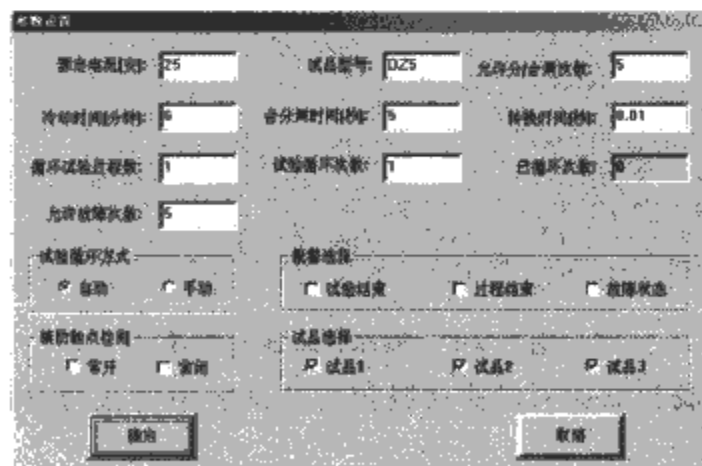 参数设置
额定电流(安): 25 试品型号: DZ5 允许分/合闸次数: 5
冷却时间(分钟): 6 合分闸时间(秒): 5 转换时间(秒): 0.01
循环试验过程数: 1 试验循环次数: 1 已循环次数: 0
允许故障次数: 5
试验循环方式 报警选择
自动 手动 试验结束 过程结束 故障状态
辅助触点检测 试品选择
常开 常闭 试品1 试品2 试品3
确定 取消